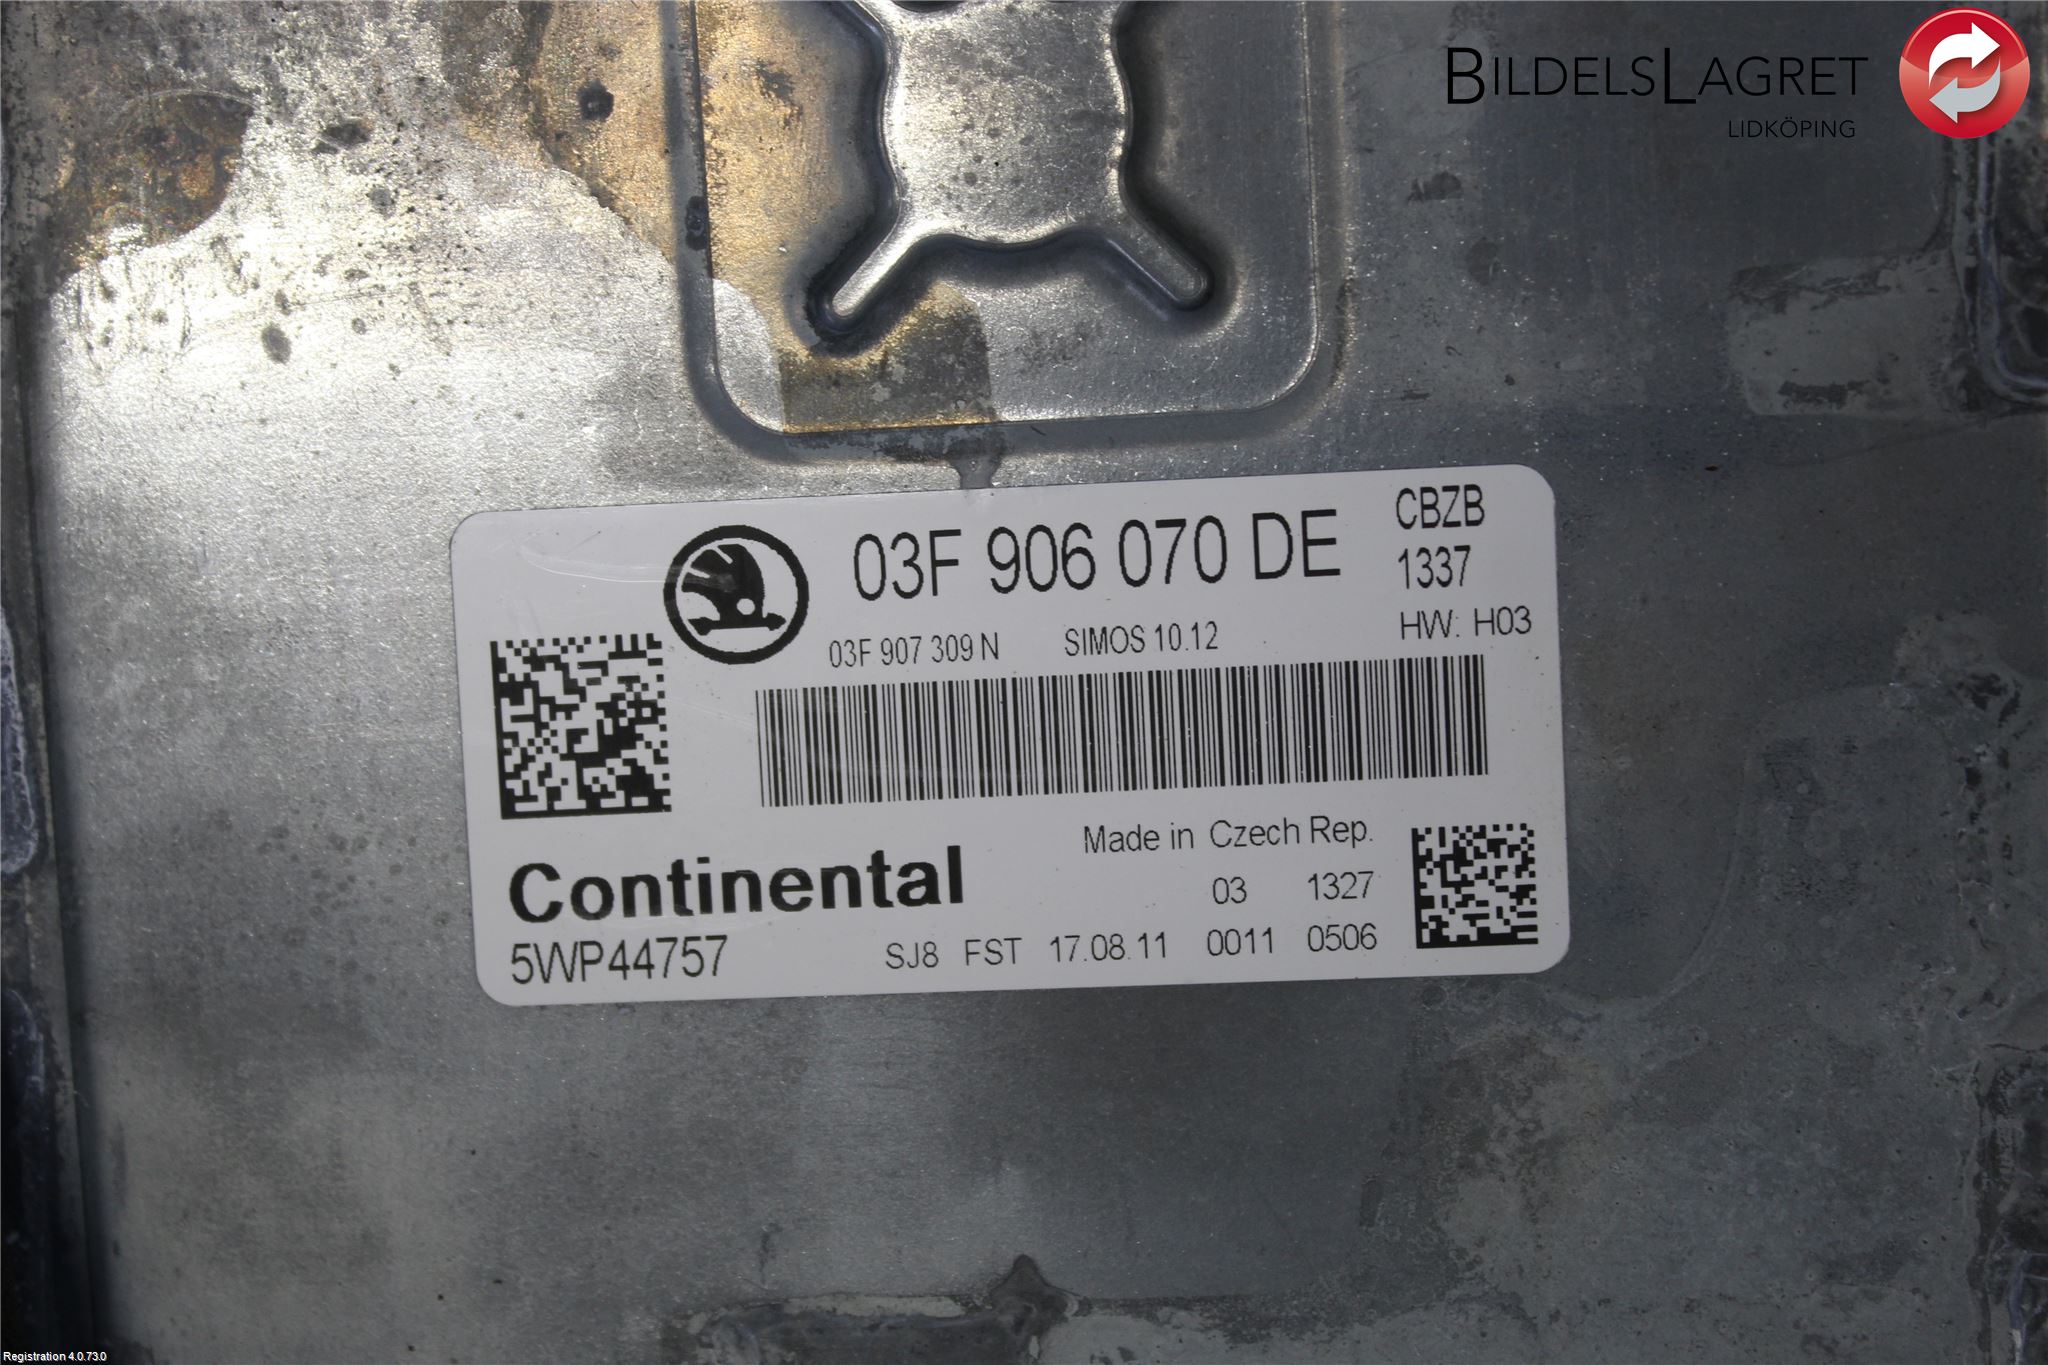 BILDELSLAGRET
LIDKÖPING
03F 906 070 DE
CBZB
1337
03F 907 309 N SIMOS 10.12
HW: H03
Made in Czech Rep.
Continental
03 1327
5WP44757
SJ8 FST 17.08.11 0011 0506
Registration 4.0.73.0